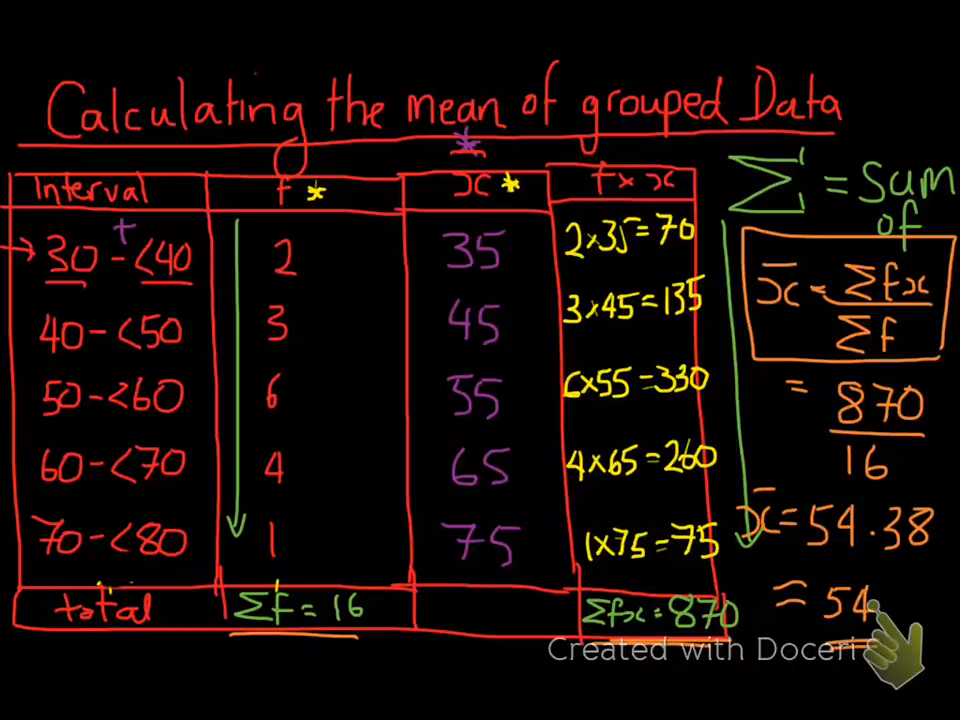 Calculating the mean of grouped Data
*
Interval f * x * f × x
30 - <40 2 35 2×35=70
+
40 - <50 3 45 3×45=135
50 - <60 6 55 6×55=330
60 - <70 4 65 4×65=260
70 - <80 1 75 1×75=75
total Σf = 16 Σfx = 870
Σ = Sum
of
x̄ = Σfx
Σf
= 870
16
x̄ = 54.38
= 54
Created with Doceri